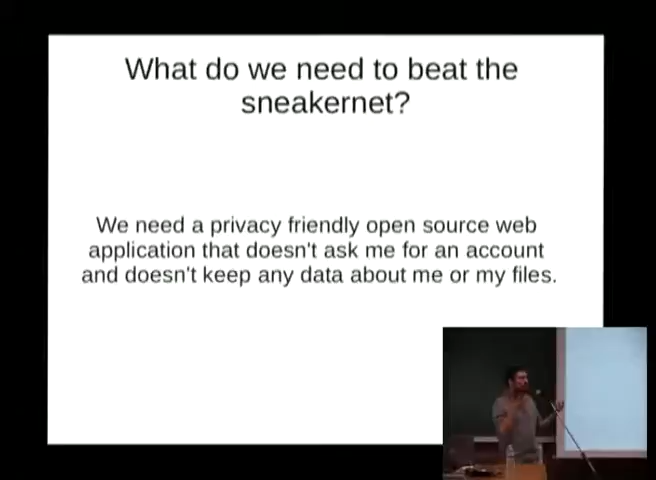 What do we need to beat the
sneakernet?
We need a privacy friendly open source web
application that doesn't ask me for an account
and doesn't keep any data about me or my files.